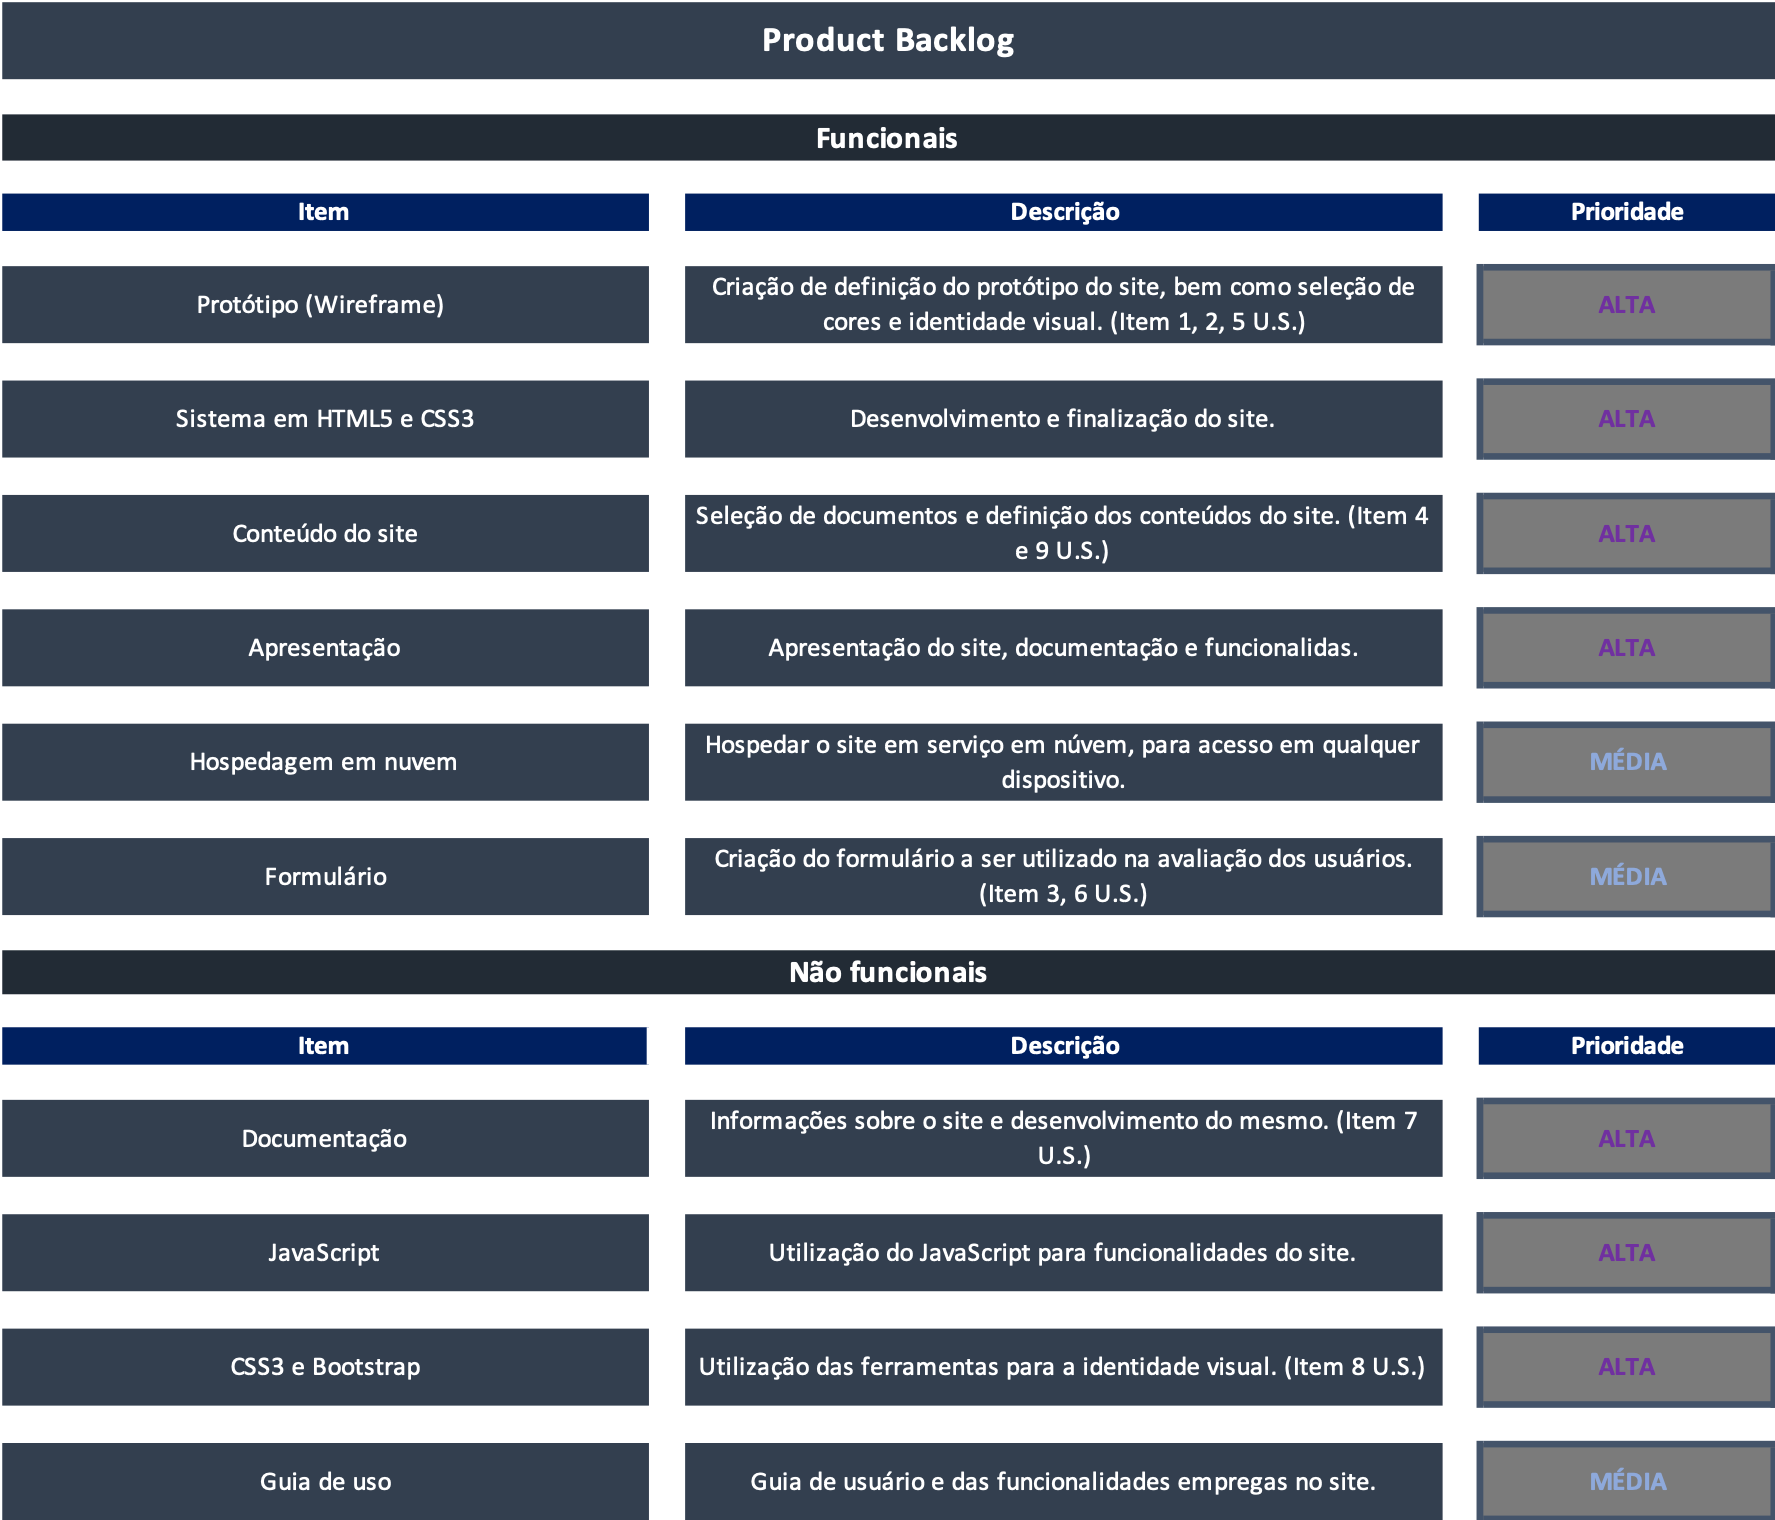 Product Backlog
Funcionais
Item
Descrição
Prioridade
Protótipo (Wireframe)
Criação de definição do protótipo do site, bem como seleção de
cores e identidade visual. (Item 1, 2, 5 U.S.)
ALTA
Sistema em HTML5 e CSS3
Desenvolvimento e finalização do site.
ALTA
Conteúdo do site
Seleção de documentos e definição dos conteúdos do site. (Item 4
e 9 U.S.)
ALTA
Apresentação
Apresentação do site, documentação e funcionalidas.
ALTA
Hospedagem em nuvem
Hospedar o site em serviço em núvem, para acesso em qualquer
dispositivo.
MÉDIA
Formulário
Criação do formulário a ser utilizado na avaliação dos usuários.
(Item 3, 6 U.S.)
MÉDIA
Não funcionais
Item
Descrição
Prioridade
Documentação
Informações sobre o site e desenvolvimento do mesmo. (Item 7
U.S.)
ALTA
JavaScript
Utilização do JavaScript para funcionalidades do site.
ALTA
CSS3 e Bootstrap
Utilização das ferramentas para a identidade visual. (Item 8 U.S.)
ALTA
Guia de uso
Guia de usuário e das funcionalidades empregas no site.
MÉDIA